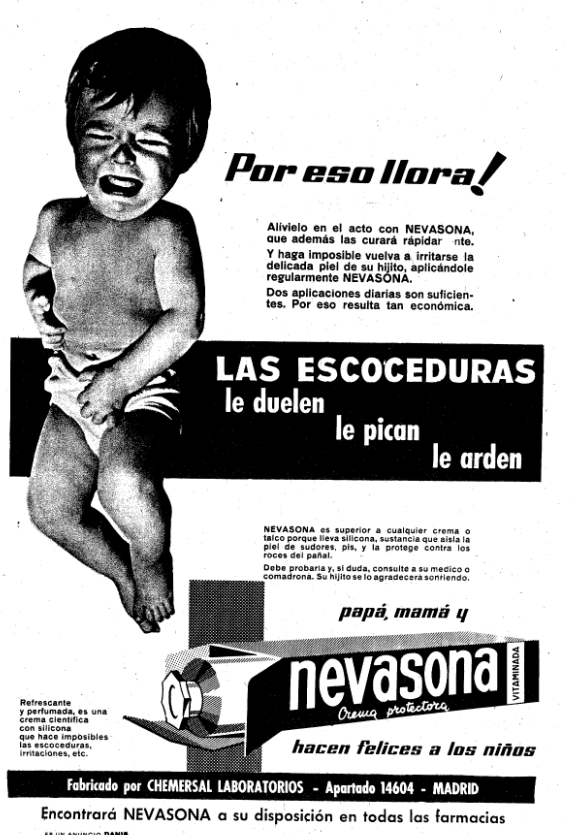 Por eso llora!
Alívielo en el acto con NEVASONA,
que además las curará
Y haga imposible vuelva a irritarse la
delicada piel de su hijito, aplicándole
regularmente NEVASONA.
Dos aplicaciones diarias son suficien-
tes. Por eso resulta tan económica.
LAS ESCOCEDURAS
le duelen
le pican
le arden
NEVASONA es superior a cualquier crema o
talco porque lleva silicona, sustancia que aisla la
piel de sudores, pis, y la protege contra los
roces del pañal.
Debe probarla y, si duda, consulte a su medico o
comadrona. Su hijito se lo agradecerá sonriendo.
papá, mamá y
nevasona
VITAMINADA
Crema protectora
Refrescante
y perfumada, es una
crema cientifica
con silicona
que hace imposibles
las escoceduras,
irritaciones, etc.
hacen felices a los niños
Fabricado por CHEMERSAL LABORATORIOS - Apartado 14604 - MADRID
Encontrará NEVASONA a su disposición en todas las farmacias
ES UN ANUNCIO DANIS